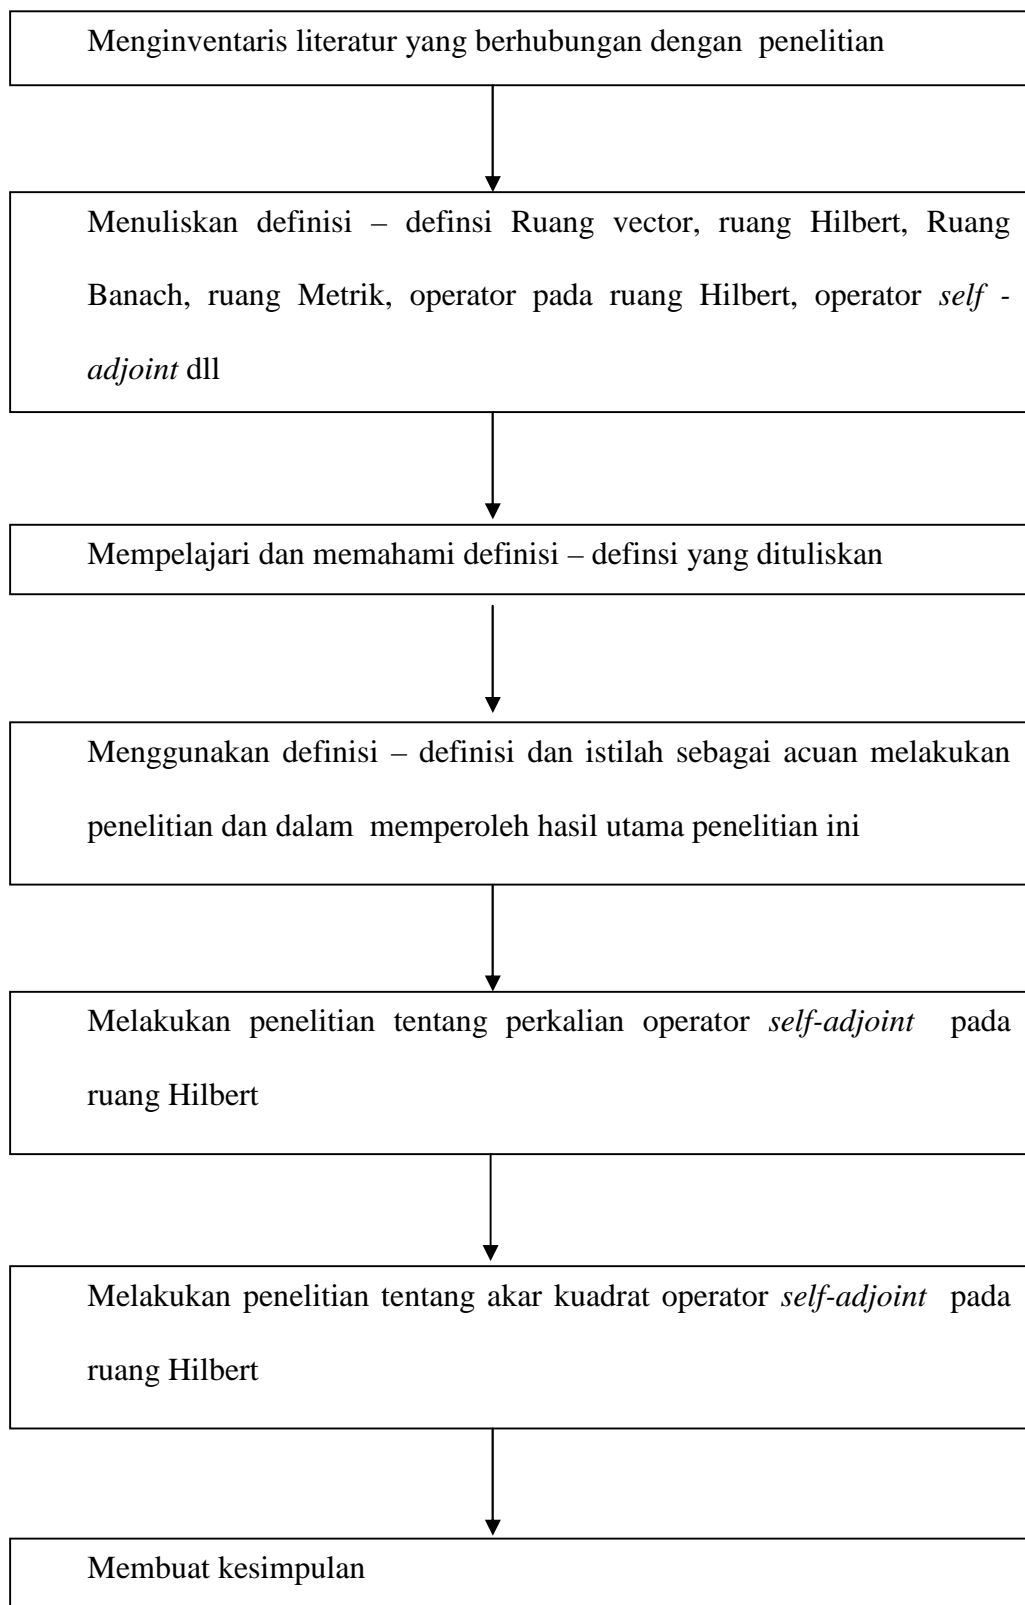 Menginventaris literatur yang berhubungan dengan penelitian
Menuliskan definisi – definsi Ruang vector, ruang Hilbert, Ruang
Banach, ruang Metrik, operator pada ruang Hilbert, operator self -
adjoint dll
Mempelajari dan memahami definisi – definsi yang dituliskan
Menggunakan definisi – definisi dan istilah sebagai acuan melakukan
penelitian dan dalam memperoleh hasil utama penelitian ini
Melakukan penelitian tentang perkalian operator self-adjoint pada
ruang Hilbert
Melakukan penelitian tentang akar kuadrat operator self-adjoint pada
ruang Hilbert
Membuat kesimpulan